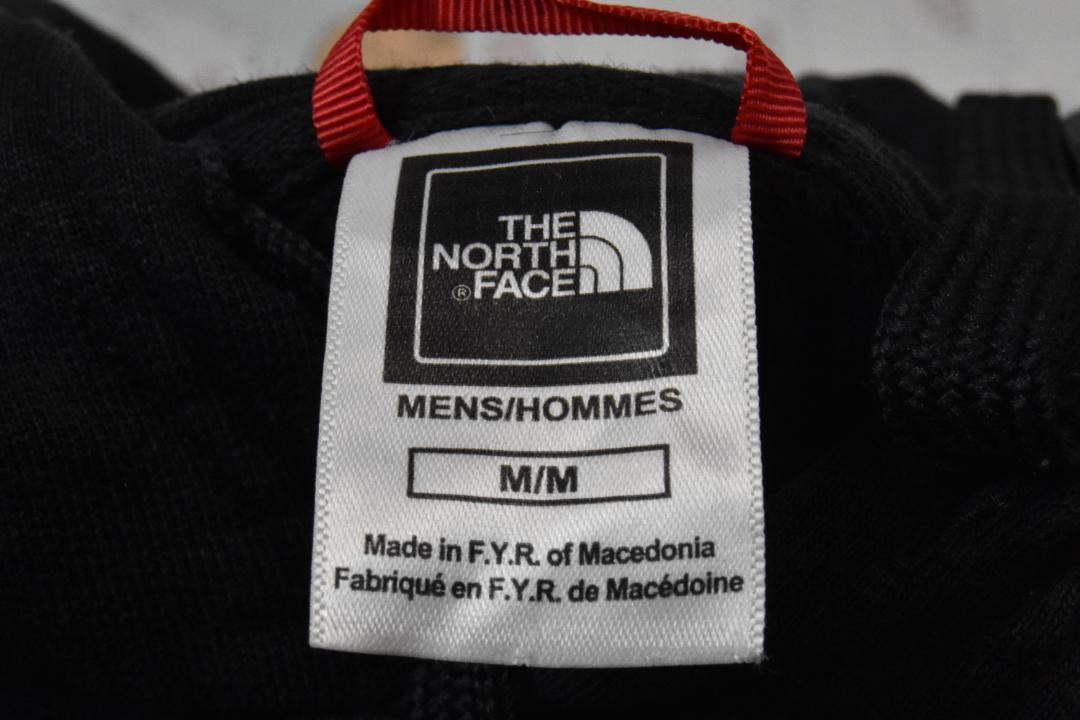 THE
NORTH
®FACE
MENS/HOMMES
M/M
Made in F.Y.R. of Macedonia
Fabriqué en F.Y.R. de Macédoine